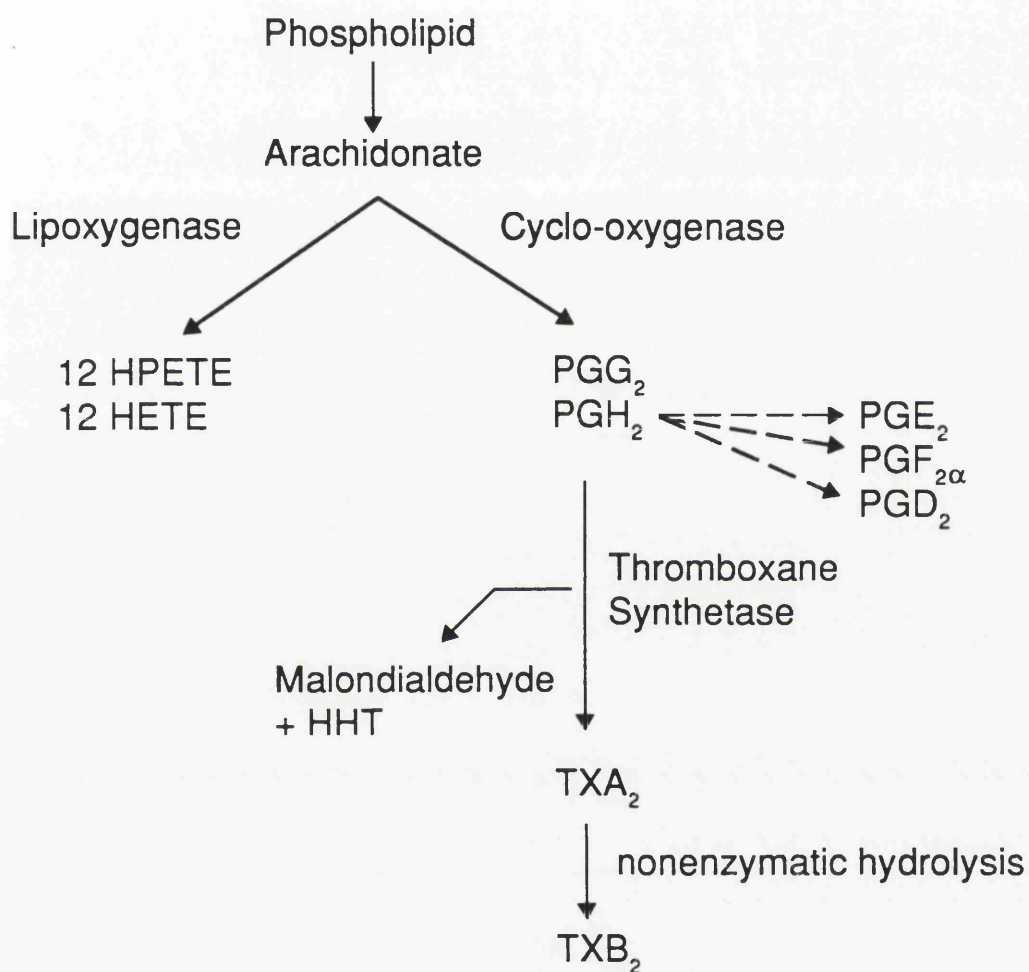 Phospholipid
Arachidonate
Lipoxygenase
Cyclo-oxygenase
12 HPETE
12 HETE
PGG₂
PGH₂
PGE₂
PGF₂α
PGD₂
Thromboxane
Synthetase
Malondialdehyde
+ HHT
TXA₂
nonenzymatic hydrolysis
TXB₂